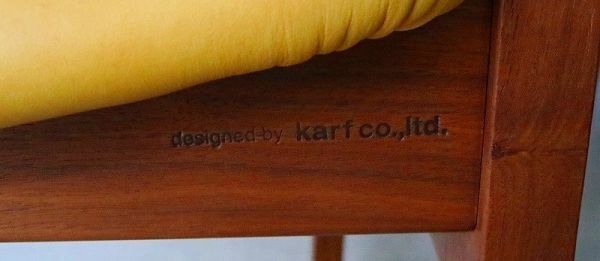 designed-by karf co.,ltd.